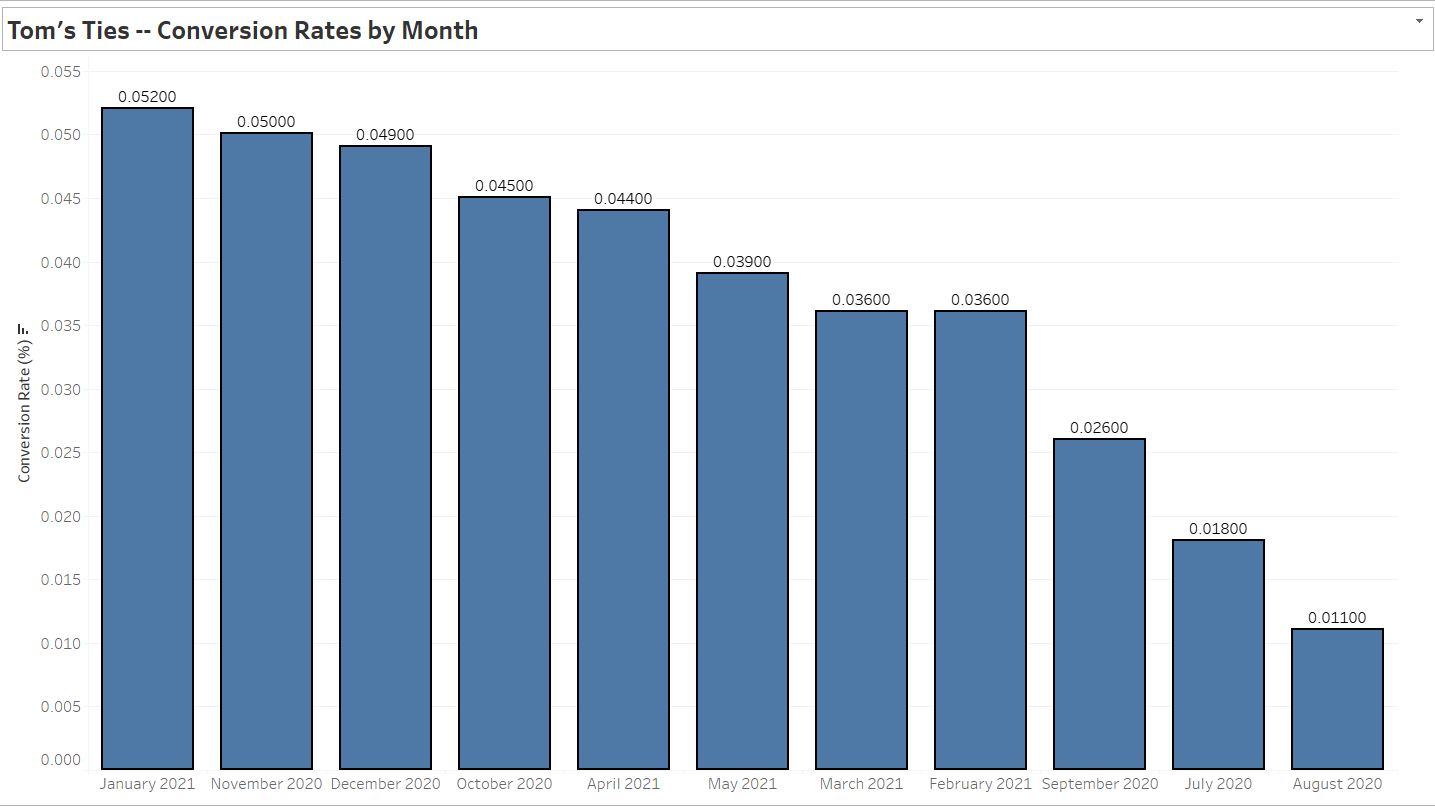 Tom’s Ties -- Conversion Rates by Month
Conversion Rate (%)
0.055
0.050
0.045
0.040
0.035
0.030
0.025
0.020
0.015
0.010
0.005
0.000
0.05200
0.05000
0.04900
0.04500
0.04400
0.03900
0.03600
0.03600
0.02600
0.01800
0.01100
January 2021
November 2020
December 2020
October 2020
April 2021
May 2021
March 2021
February 2021
September 2020
July 2020
August 2020